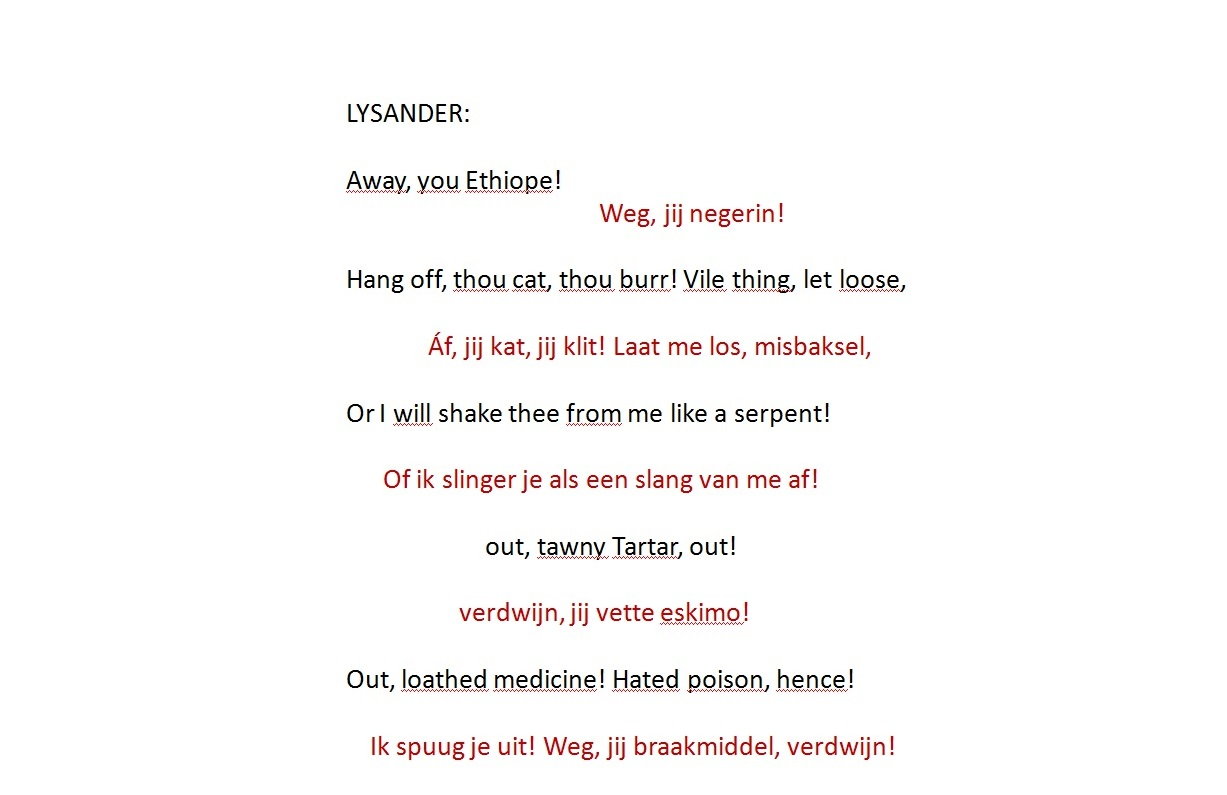 LYSANDER:
Away, you Ethiope!
Weg, jij negerin!
Hang off, thou cat, thou burr! Vile thing, let loose,
Áf, jij kat, jij klit! Laat me los, misbaksel,
Or I will shake thee from me like a serpent!
Of ik slinger je als een slang van me af!
out, tawny Tartar, out!
verdwijn, jij vette eskimo!
Out, loathed medicine! Hated poison, hence!
Ik spuug je uit! Weg, jij braakmiddel, verdwijn!